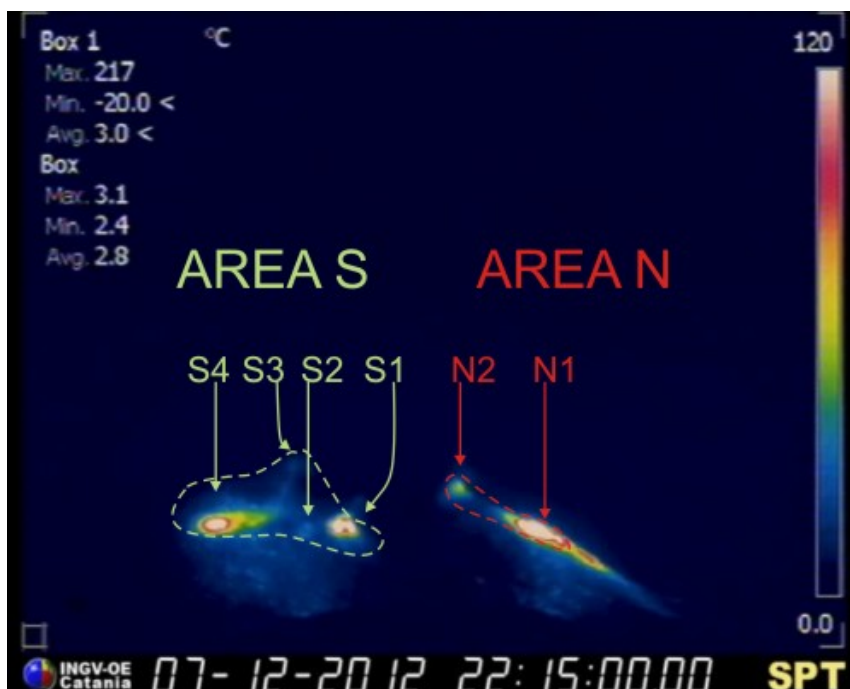 Box 1 °C
Max. 217
Min. -20.0 <
Avg. 3.0 <
Box
Max. 3.1
Min. 2.4
Avg. 2.8
120
AREA S AREA N
S4 S3 S2 S1 N2 N1
0.0
INGV-OE
Catania
07-12-2012 22:15:00.00 SPT